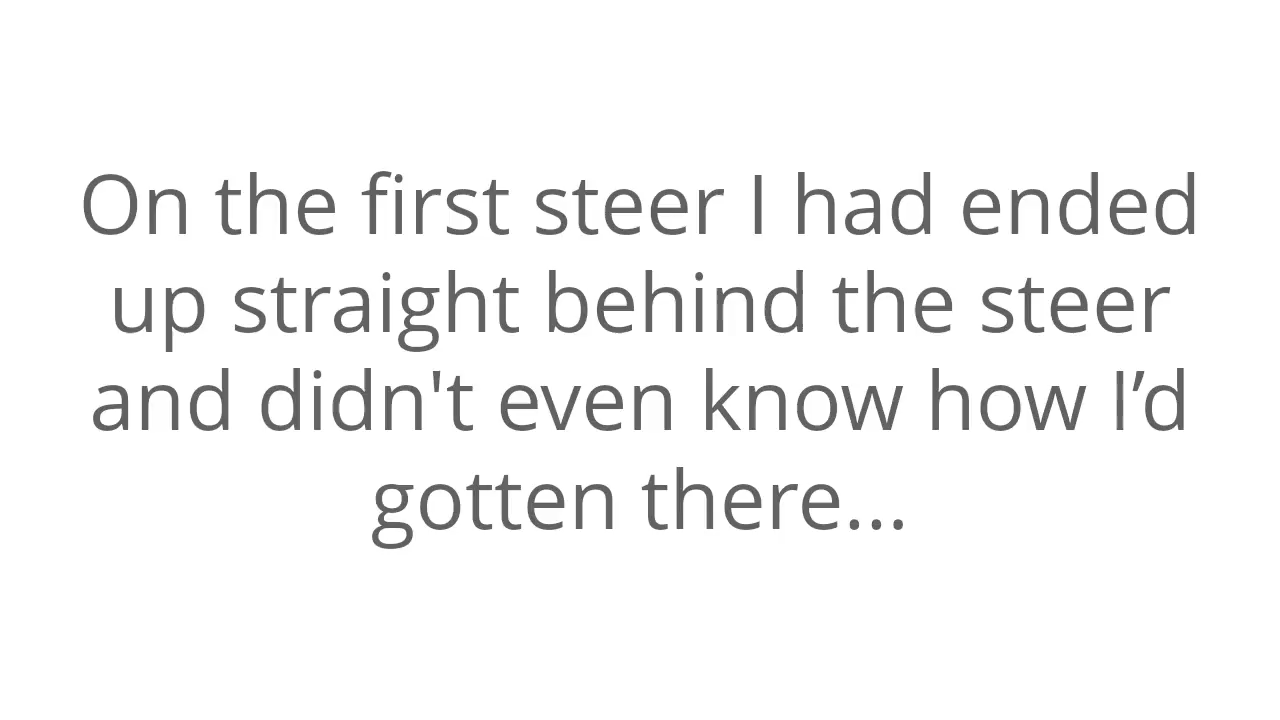 On the first steer I had ended
up straight behind the steer
and didn't even know how I’d
gotten there...